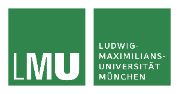 LMU
LUDWIG-
MAXIMILIANS-
UNIVERSITÄT
MÜNCHEN